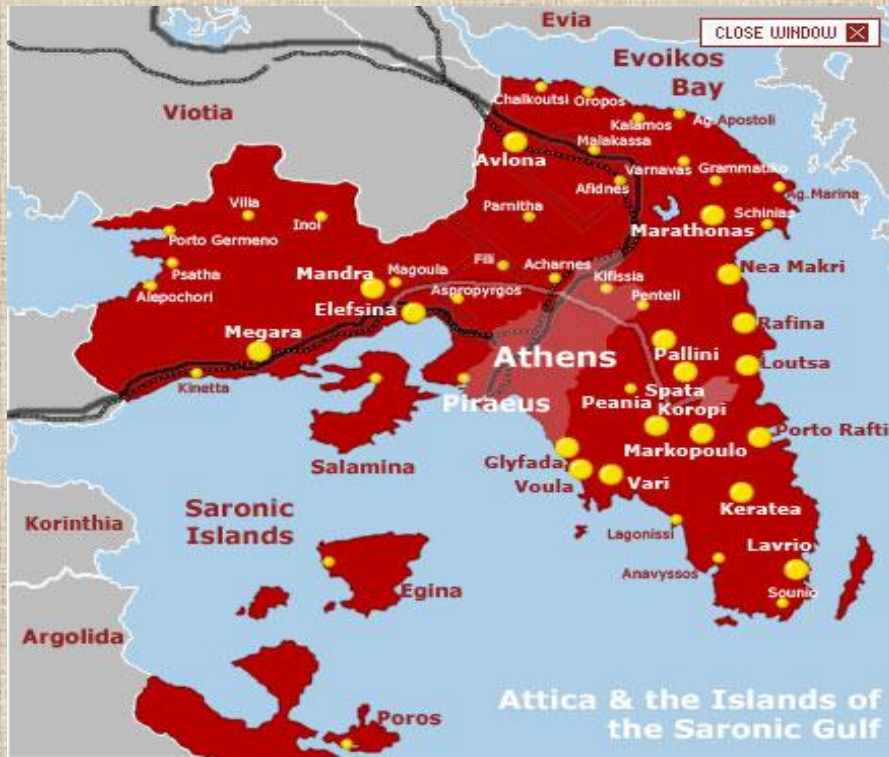 Evia
CLOSE WINDOW
Evoikos
Bay
Chalkoutsi
Oropos
Viotia
Kalamos
Ag.Apostoli
Malakassa
Avlona
Varnavas
Grammatiko
Afidnes
Ag.Marina
Vilia
Inoi
Parnitha
Schinias
Marathonas
Porto Germeno
Psatha
Fili
Acharnes
Nea Makri
Mandra
Magoula
Kifissia
Alepochori
Aspropyrgos
Penteli
Elefsina
Rafina
Megara
Athens
Pallini
Loutsa
Kinetta
Piraeus
Peania
Spata
Koropi
Porto Rafti
Markopoulo
Salamina
Glyfada
Voula
Vari
Saronic
Islands
Keratea
Korinthia
Lagonissi
Lavrio
Anavyssos
Egina
Sounio
Argolida
Attica & the Islands of
the Saronic Gulf
Poros